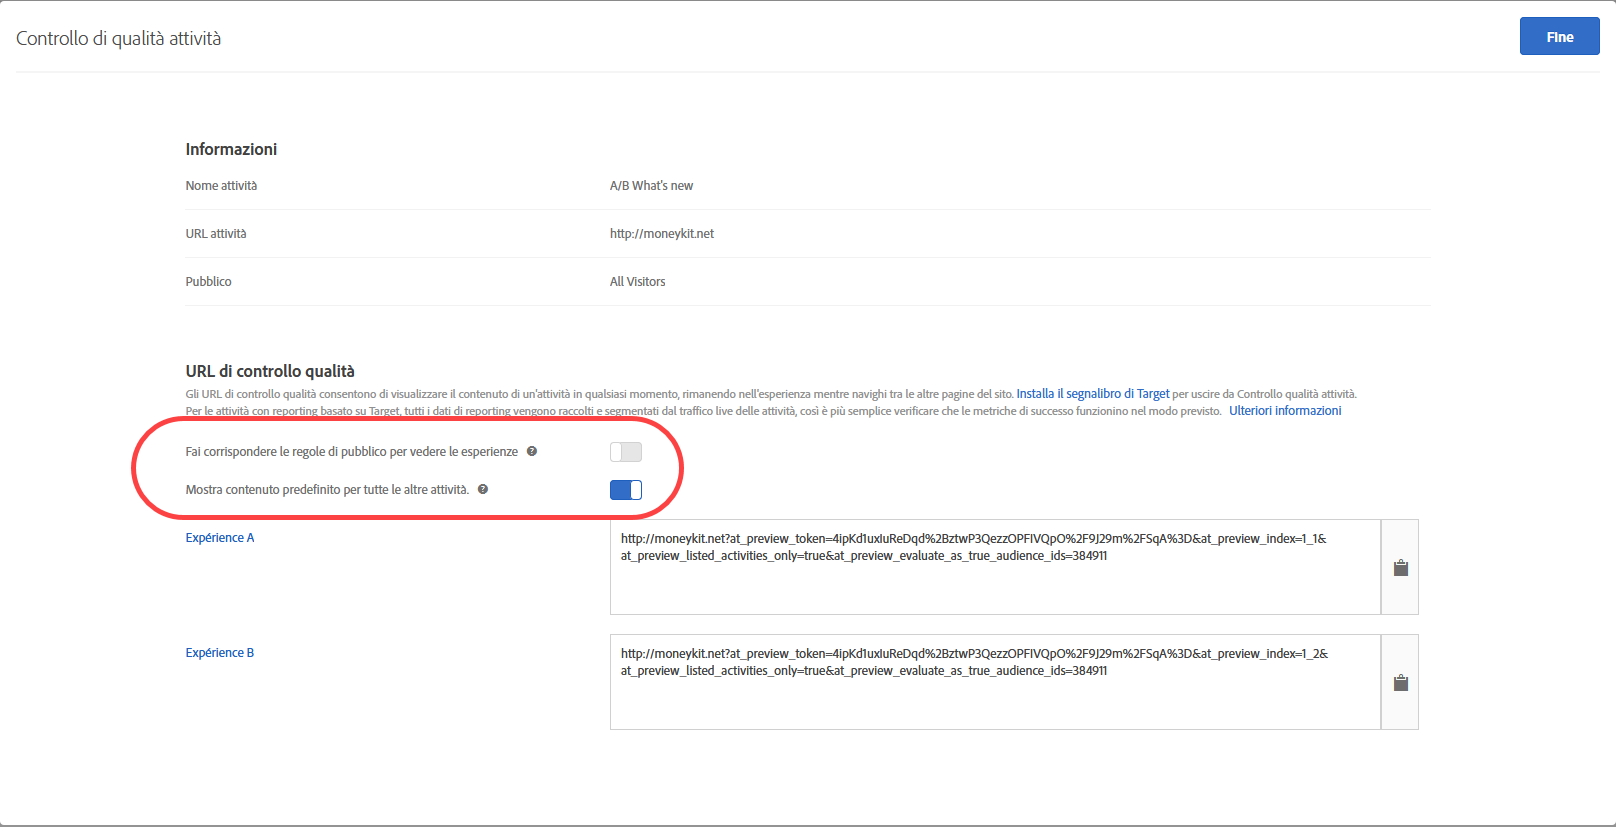 Controllo di qualità attività
Fine
Informazioni
Nome attività A/B What's new
URL attività http://moneykit.net
Pubblico All Visitors
URL di controllo qualità
Gli URL di controllo qualità consentono di visualizzare il contenuto di un'attività in qualsiasi momento, rimanendo nell'esperienza mentre navighi tra le altre pagine del sito. Installa il segnalibro di Target per uscire da Controllo qualità attività.
Per le attività con reporting basato su Target, tutti i dati di reporting vengono raccolti e segmentati dal traffico live delle attività, così è più semplice verificare che le metriche di successo funzionino nel modo previsto. Ulteriori informazioni
Fai corrispondere le regole di pubblico per vedere le esperienze
Mostra contenuto predefinito per tutte le altre attività.
Expérience A
http://moneykit.net?at_preview_token=4ipKd1uxIuReDqd%2BztwP3QezzOPFIVQpO%2F9J29m%2FSqA%3D&at_preview_index=1_1&
at_preview_listed_activities_only=true&at_preview_evaluate_as_true_audience_ids=384911
Expérience B
http://moneykit.net?at_preview_token=4ipKd1uxIuReDqd%2BztwP3QezzOPFIVQpO%2F9J29m%2FSqA%3D&at_preview_index=1_2&
at_preview_listed_activities_only=true&at_preview_evaluate_as_true_audience_ids=384911